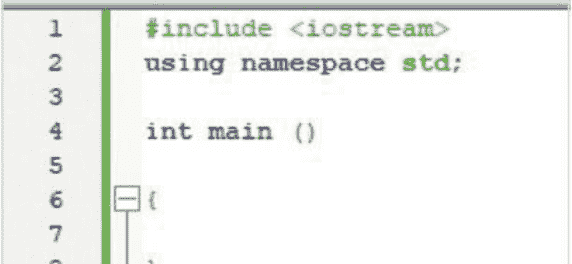 1 #include <iostream>
2 using namespace std;
3
4 int main ()
5
6 {
7